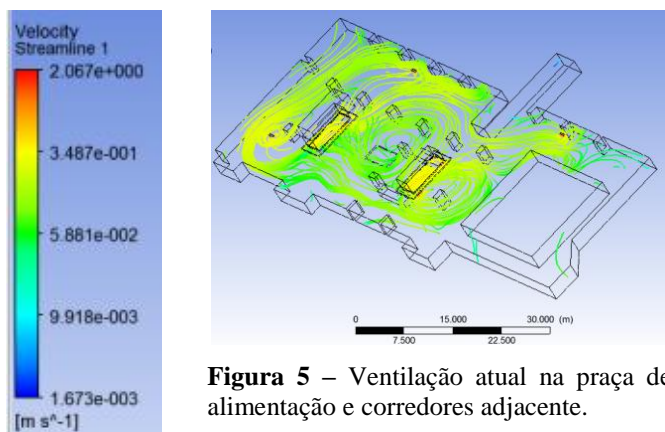 Velocity
Streamline 1
2.067e+000
3.487e-001
5.881e-002
9.918e-003
1.673e-003
[m s^-1]
0 15.000 30.000 (m)
7.500 22.500
Figura 5 – Ventilação atual na praça de
alimentação e corredores adjacente.